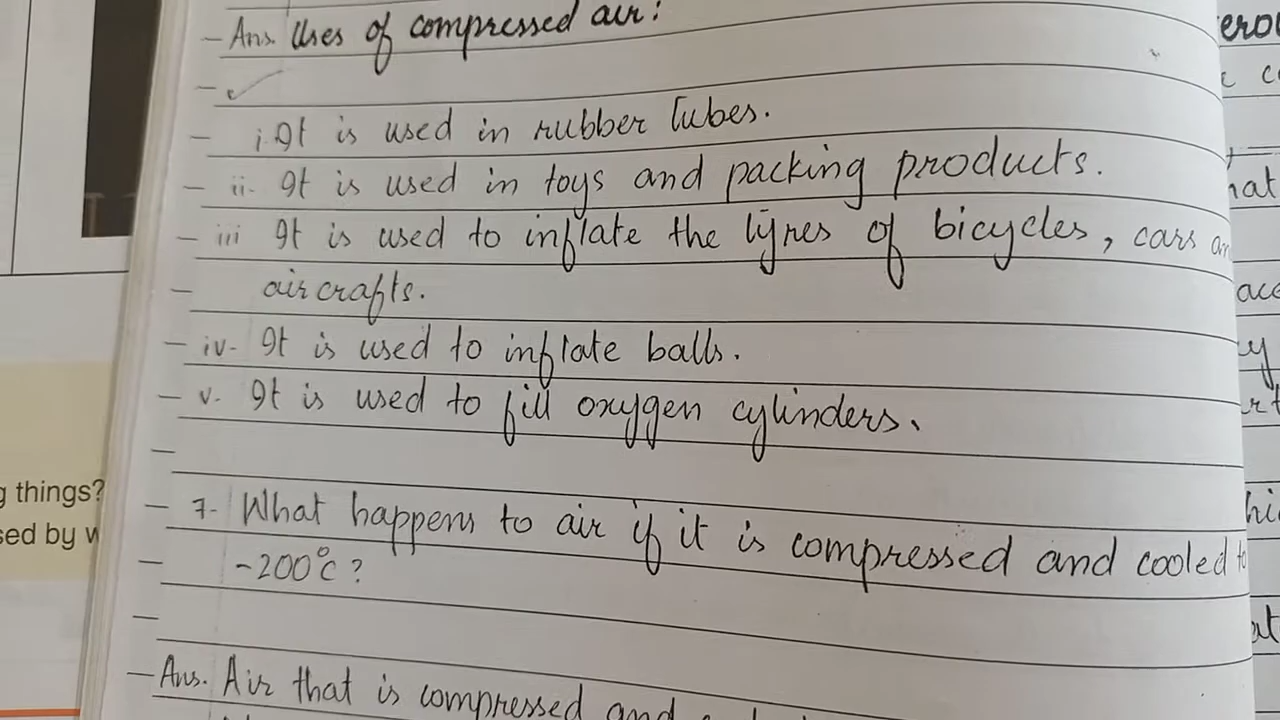 Ans. Uses of compressed air:
i. It is used in rubber tubes.
ii- It is used in toys and packing products.
iii It is used to inflate the tyres of bicycles, cars an
aircrafts.
iv- It is used to inflate balls.
v. It is used to fill oxygen cylinders.
7. What happens to air if it is compressed and cooled to
-200°c?
Ans. Air that is compressed and
things?
sed by w